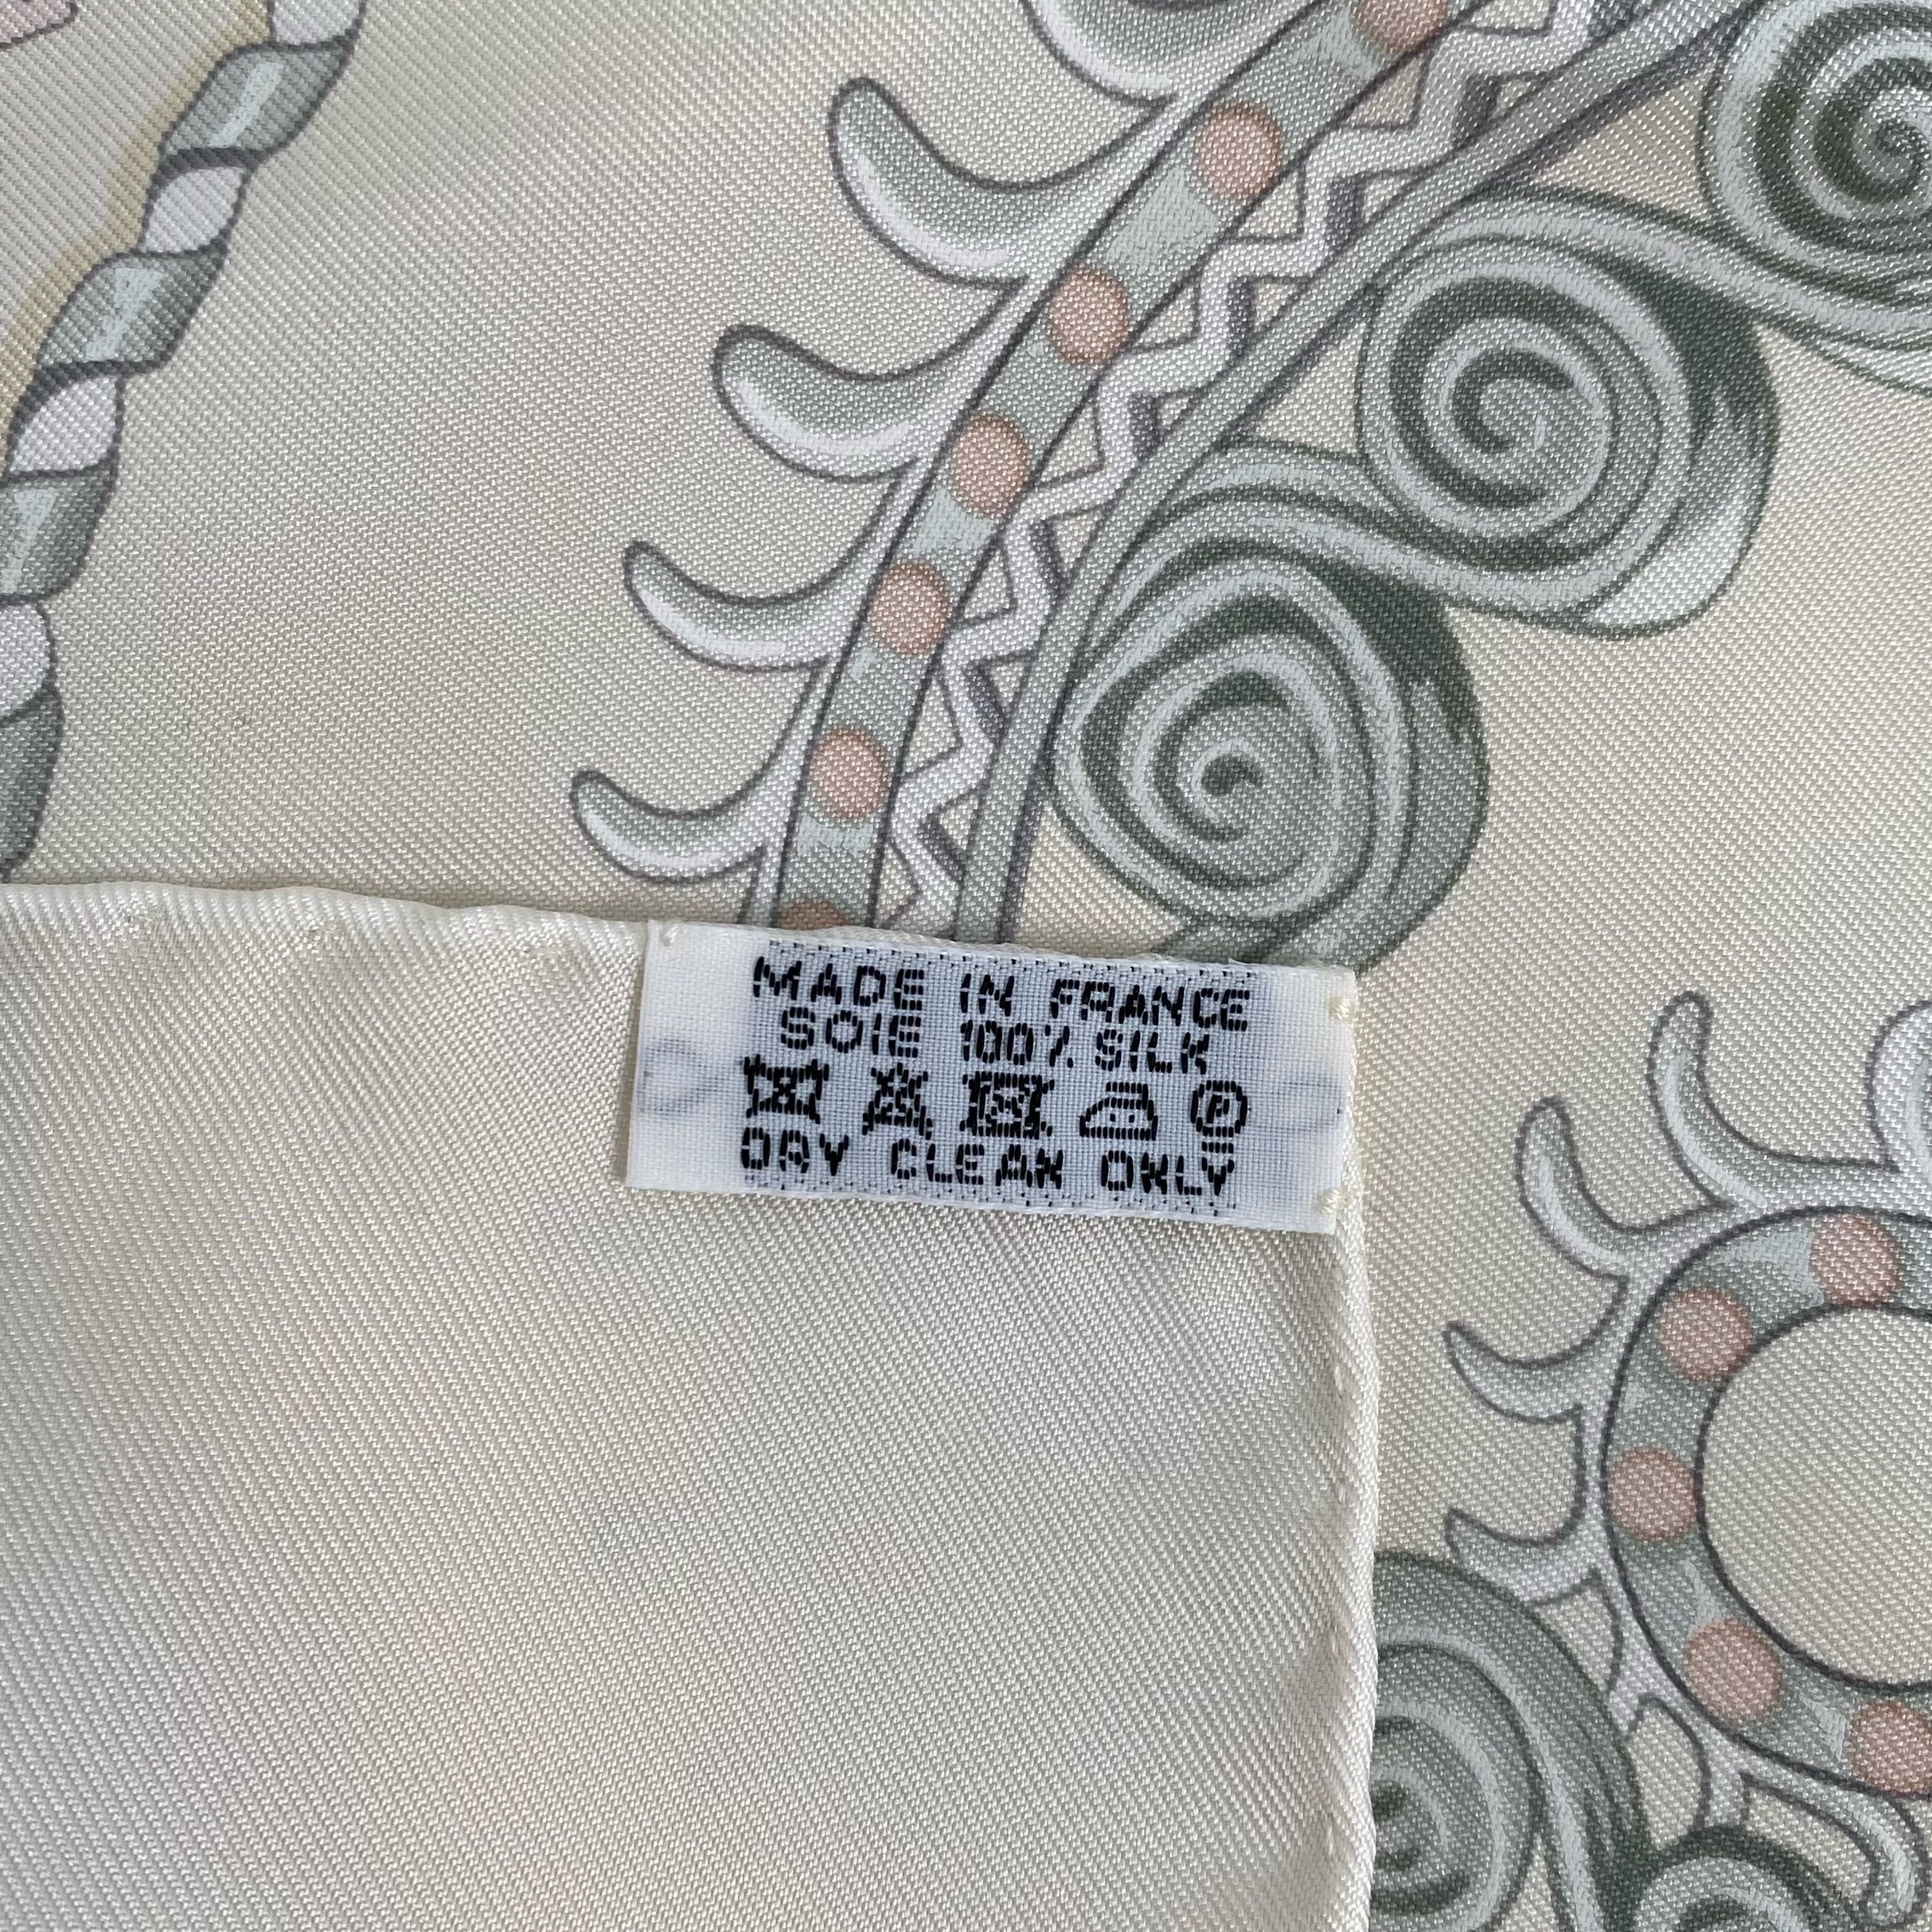 MADE IN FRANCE
SOIE 100% SILK
P
DRY CLEAN ONLY